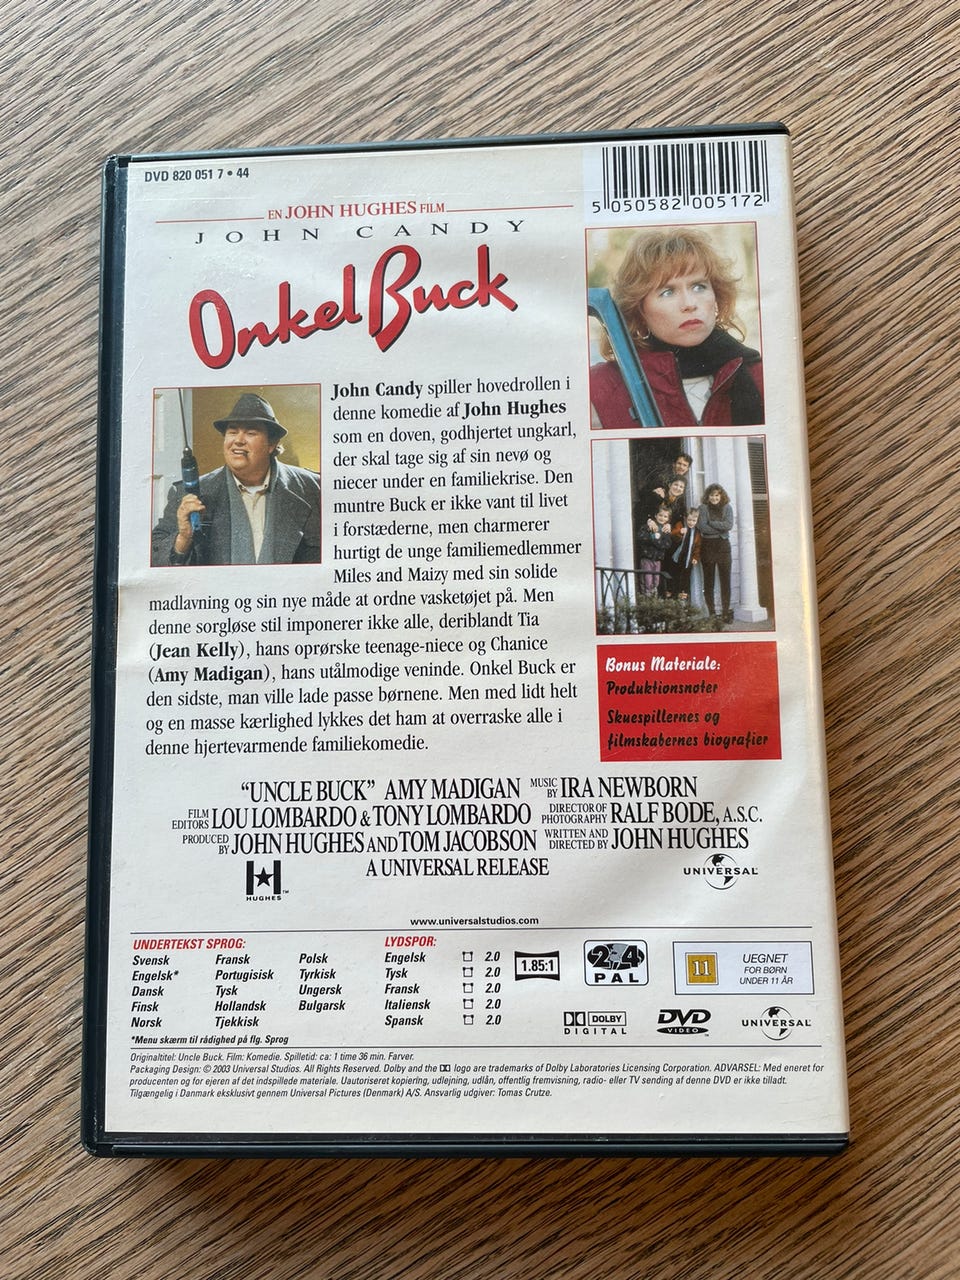 DVD 820 051 7 • 44
5 050582 005172
EN JOHN HUGHES FILM
JOHN CANDY
Onkel Buck
John Candy spiller hovedrollen i
denne komedie af John Hughes
som en doven, godhjertet ungkarl,
der skal tage sig af sin nevø og
niecer under en familiekrise. Den
muntre Buck er ikke vant til livet
i forstæderne, men charmerer
hurtigt de unge familiemedlemmer
Miles and Maizy med sin solide
madlavning og sin nye måde at ordne vasketøjet på. Men
denne sorgløse stil imponerer ikke alle, deriblandt Tia
(Jean Kelly), hans oprørske teenage-niece og Chanice
(Amy Madigan), hans utålmodige veninde. Onkel Buck er
den sidste, man ville lade passe børnene. Men med lidt helt
og en masse kærlighed lykkes det ham at overraske alle i
denne hjertevarmende familiekomedie.
Bonus Materiale:
Produktionsnoter
Skuespillernes og
filmskabernes biografier
"UNCLE BUCK" AMY MADIGAN MUSIC BY IRA NEWBORN
FILM EDITORS LOU LOMBARDO & TONY LOMBARDO DIRECTOR OF PHOTOGRAPHY RALF BODE, A.S.C.
PRODUCED BY JOHN HUGHES AND TOM JACOBSON WRITTEN AND DIRECTED BY JOHN HUGHES
A UNIVERSAL RELEASE
H
™
HUGHES
UNIVERSAL
www.universalstudios.com
UNDERTEKST SPROG:
Svensk Fransk Polsk
Engelsk* Portugisisk Tyrkisk
Dansk Tysk Ungersk
Finsk Hollandsk Bulgarsk
Norsk Tjekkisk
*Menu skærm til rådighed på flg. Sprog
LYDSPOR:
Engelsk 2.0
Tysk 2.0
Fransk 2.0
Italiensk 2.0
Spansk 2.0
1.85:1
2 4
PAL
11
UEGNET
FOR BØRN
UNDER 11 ÅR
DOLBY
DIGITAL
DVD
VIDEO
UNIVERSAL
Originaltitel: Uncle Buck. Film: Komedie. Spilletid: ca: 1 time 36 min. Farver.
Packaging Design: © 2003 Universal Studios. All Rights Reserved. Dolby and the DD logo are trademarks of Dolby Laboratories Licensing Corporation. ADVARSEL: Med eneret for
producenten og for ejeren af det indspillede materiale. Uautoriseret kopiering, udlejning, udlån, offentlig fremvisning, radio- eller TV sending af denne DVD er ikke tilladt.
Tilgængelig i Danmark eksklusivt gennem Universal Pictures (Denmark) A/S. Ansvarlig udgiver: Tomas Crutze.